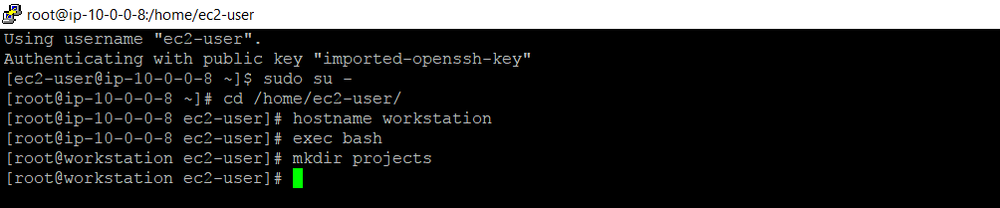 root@ip-10-0-0-8:/home/ec2-user
Using username "ec2-user".
Authenticating with public key "imported-openssh-key"
[ec2-user@ip-10-0-0-8 ~]$ sudo su -
[root@ip-10-0-0-8 ~]# cd /home/ec2-user/
[root@ip-10-0-0-8 ec2-user]# hostname workstation
[root@ip-10-0-0-8 ec2-user]# exec bash
[root@workstation ec2-user]# mkdir projects
[root@workstation ec2-user]#